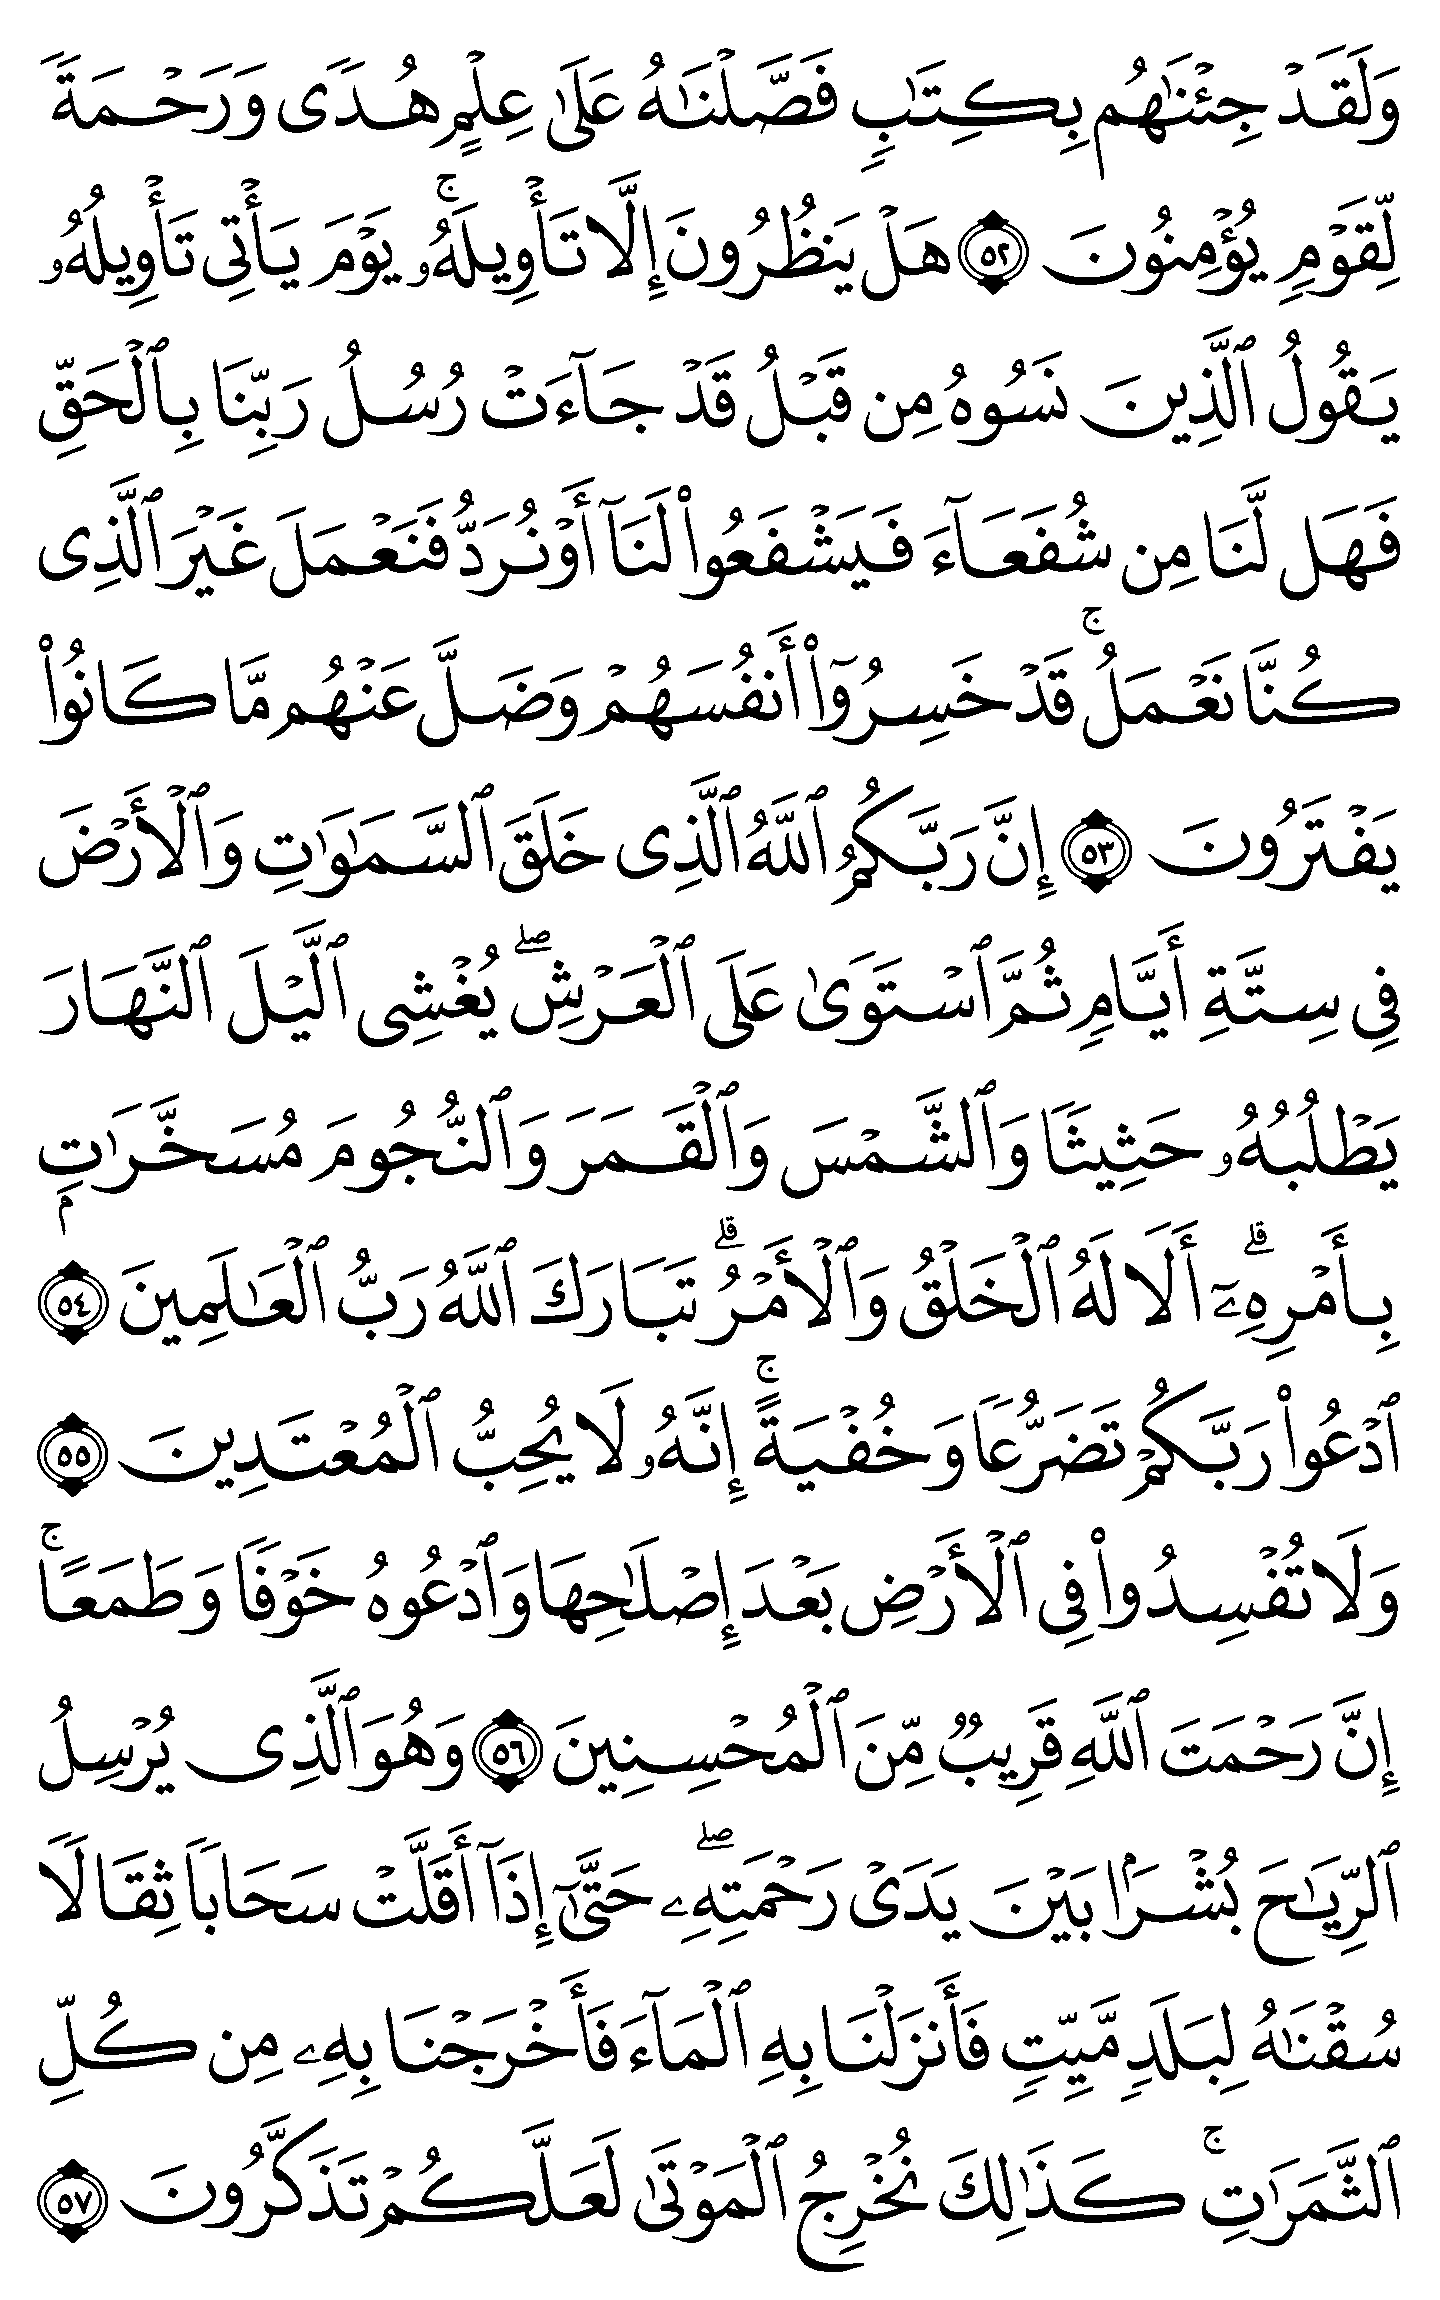 وَلَقَدۡ جِئۡنَٰهُم بِكِتَٰبٖ فَصَّلۡنَٰهُ عَلَىٰ عِلۡمٍ هُدٗى وَرَحۡمَةٗ
لِّقَوۡمٖ يُؤۡمِنُونَ ٥٢ هَلۡ يَنظُرُونَ إِلَّا تَأۡوِيلَهُۥۚ يَوۡمَ يَأۡتِي تَأۡوِيلُهُۥ
يَقُولُ ٱلَّذِينَ نَسُوهُ مِن قَبۡلُ قَدۡ جَآءَتۡ رُسُلُ رَبِّنَا بِٱلۡحَقِّ
فَهَل لَّنَا مِن شُفَعَآءَ فَيَشۡفَعُواْ لَنَآ أَوۡ نُرَدُّ فَنَعۡمَلَ غَيۡرَ ٱلَّذِي
كُنَّا نَعۡمَلُۚ قَدۡ خَسِرُوٓاْ أَنفُسَهُمۡ وَضَلَّ عَنۡهُم مَّا كَانُواْ
يَفۡتَرُونَ ٥٣ إِنَّ رَبَّكُمُ ٱللَّهُ ٱلَّذِي خَلَقَ ٱلسَّمَٰوَٰتِ وَٱلۡأَرۡضَ
فِي سِتَّةِ أَيَّامٖ ثُمَّ ٱسۡتَوَىٰ عَلَى ٱلۡعَرۡشِۖ يُغۡشِي ٱلَّيۡلَ ٱلنَّهَارَ
يَطۡلُبُهُۥ حَثِيثٗا وَٱلشَّمۡسَ وَٱلۡقَمَرَ وَٱلنُّجُومَ مُسَخَّرَٰتِۭ
بِأَمۡرِهِۦٓۗ أَلَا لَهُ ٱلۡخَلۡقُ وَٱلۡأَمۡرُۗ تَبَارَكَ ٱللَّهُ رَبُّ ٱلۡعَٰلَمِينَ ٥٤
ٱدۡعُواْ رَبَّكُمۡ تَضَرُّعٗا وَخُفۡيَةًۚ إِنَّهُۥ لَا يُحِبُّ ٱلۡمُعۡتَدِينَ ٥٥
وَلَا تُفۡسِدُواْ فِي ٱلۡأَرۡضِ بَعۡدَ إِصۡلَٰحِهَا وَٱدۡعُوهُ خَوۡفٗا وَطَمَعًاۚ
إِنَّ رَحۡمَتَ ٱللَّهِ قَرِيبٞ مِّنَ ٱلۡمُحۡسِنِينَ ٥٦ وَهُوَ ٱلَّذِي يُرۡسِلُ
ٱلرِّيَٰحَ بُشۡرَۢا بَيۡنَ يَدَيۡ رَحۡمَتِهِۦۖ حَتَّىٰٓ إِذَآ أَقَلَّتۡ سَحَابٗا ثِقَالٗا
سُقۡنَٰهُ لِبَلَدٖ مَّيِّتٖ فَأَنزَلۡنَا بِهِ ٱلۡمَآءَ فَأَخۡرَجۡنَا بِهِۦ مِن كُلِّ
ٱلثَّمَرَٰتِۚ كَذَٰلِكَ نُخۡرِجُ ٱلۡمَوۡتَىٰ لَعَلَّكُمۡ تَذَكَّرُونَ ٥٧